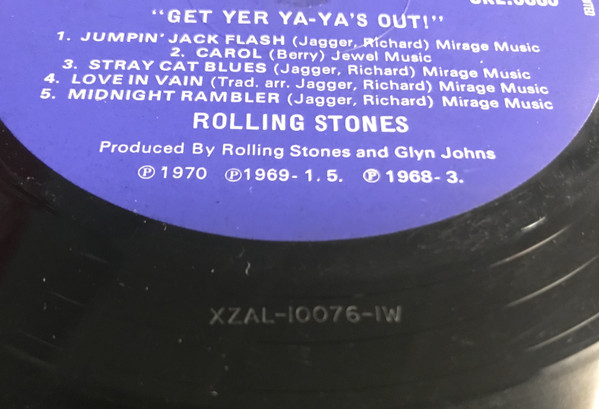 "GET YER YA-YA'S OUT!"
1. JUMPIN' JACK FLASH (Jagger, Richard) Mirage Music
2. CAROL (Berry) Jewel Music
3. STRAY CAT BLUES (Jagger, Richard) Mirage Music
4. LOVE IN VAIN (Trad. arr. Jagger, Richard) Mirage Music
5. MIDNIGHT RAMBLER (Jagger, Richard) Mirage Music
ROLLING STONES
Produced By Rolling Stones and Glyn Johns
℗ 1970 ℗1969-1.5. ℗ 1968-3.
XZAL-10076-1W